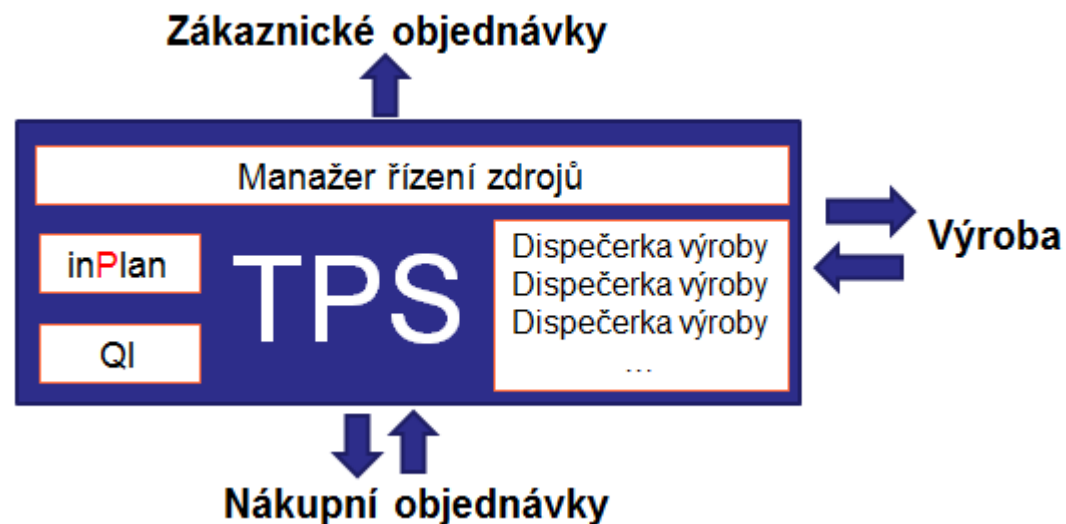 Zákaznické objednávky
Manažer řízení zdrojů
inPlan
QI
TPS
Dispečerka výroby
Dispečerka výroby
Dispečerka výroby
...
Výroba
Nákupní objednávky